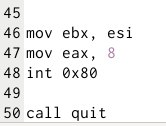 45
46 mov ebx, esi
47 mov eax, 8
48 int 0x80
49
50 call quit